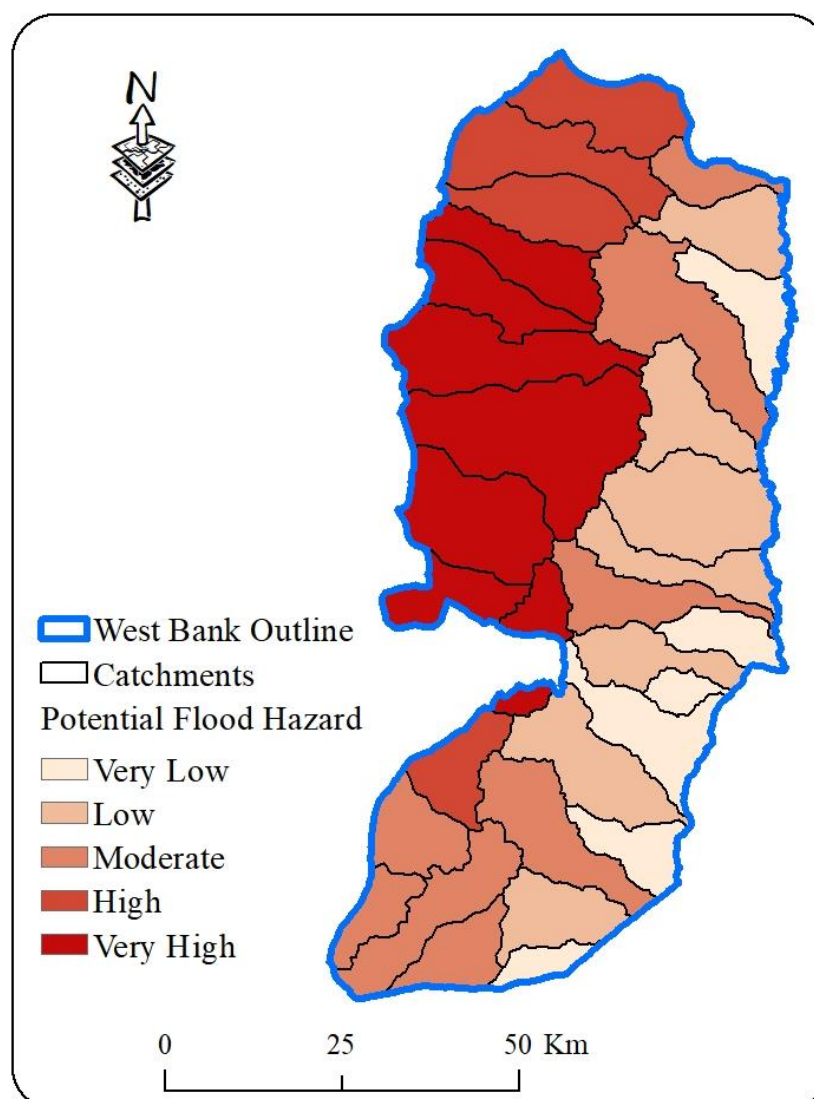 N
West Bank Outline
Catchments
Potential Flood Hazard
Very Low
Low
Moderate
High
Very High
0 25 50 Km